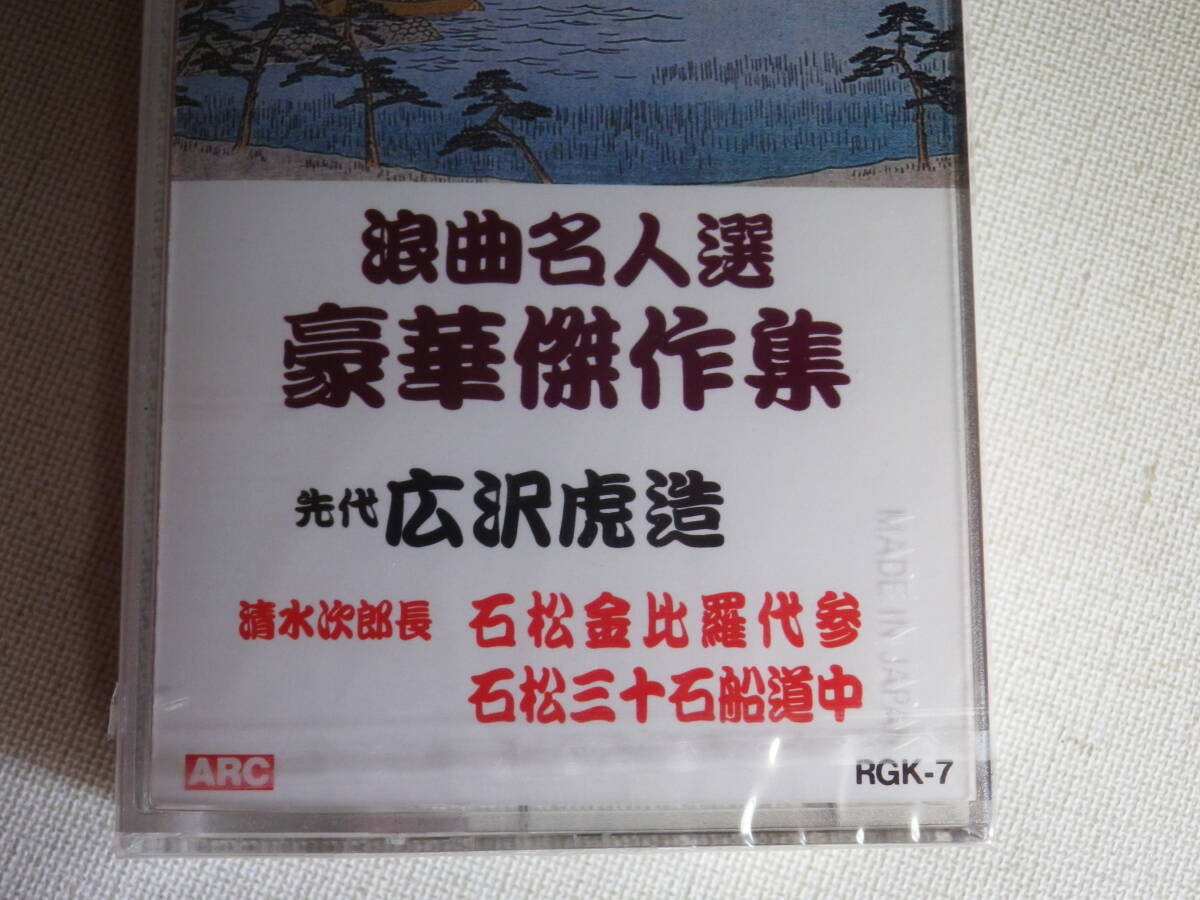 浪曲名人選
豪華傑作集
先代 広沢虎造
清水次郎長 石松金比羅代参
石松三十石船道中
MADE IN JAPAN
ARC
RGK-7